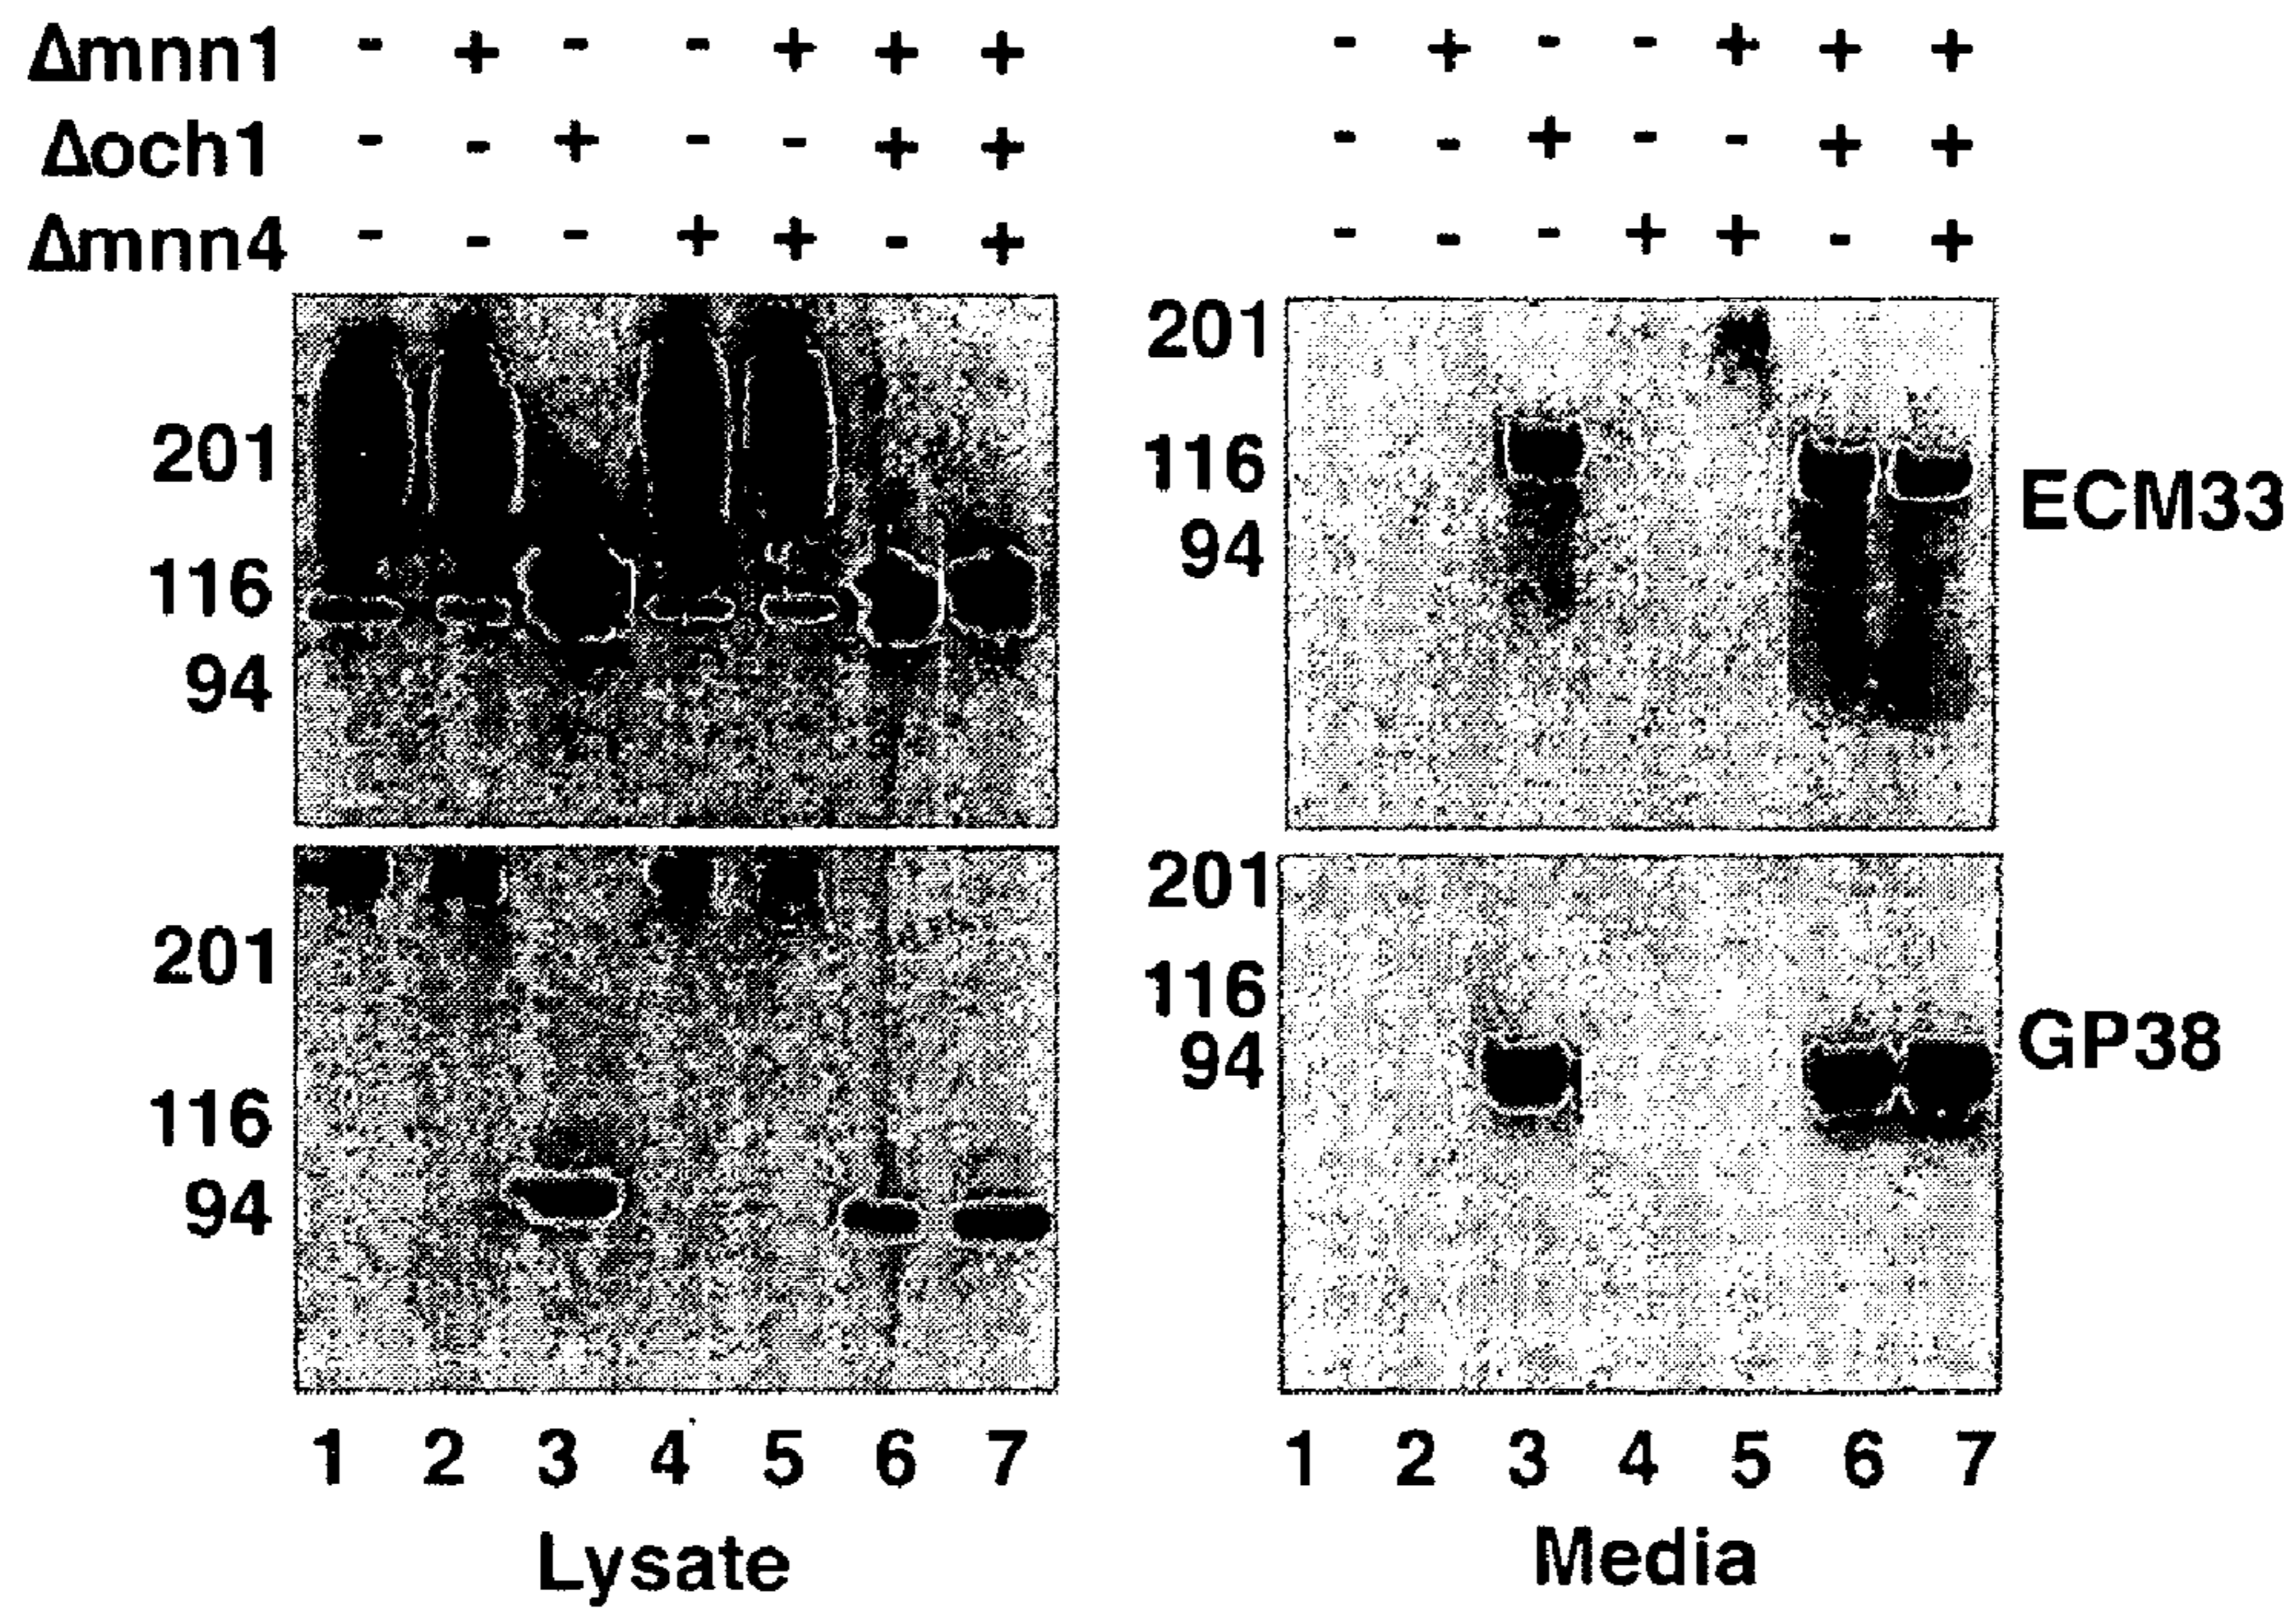 Δmnn1 - + - - + + + - + - - + + +
Δoch1 - - + - - + + - - + - - + +
Δmnn4 - - - + + - + - - - + + - +
201
116
94
201
116
94
ECM33
201
116
94
201
116
94
GP38
1 2 3 4 5 6 7 1 2 3 4 5 6 7
Lysate Media